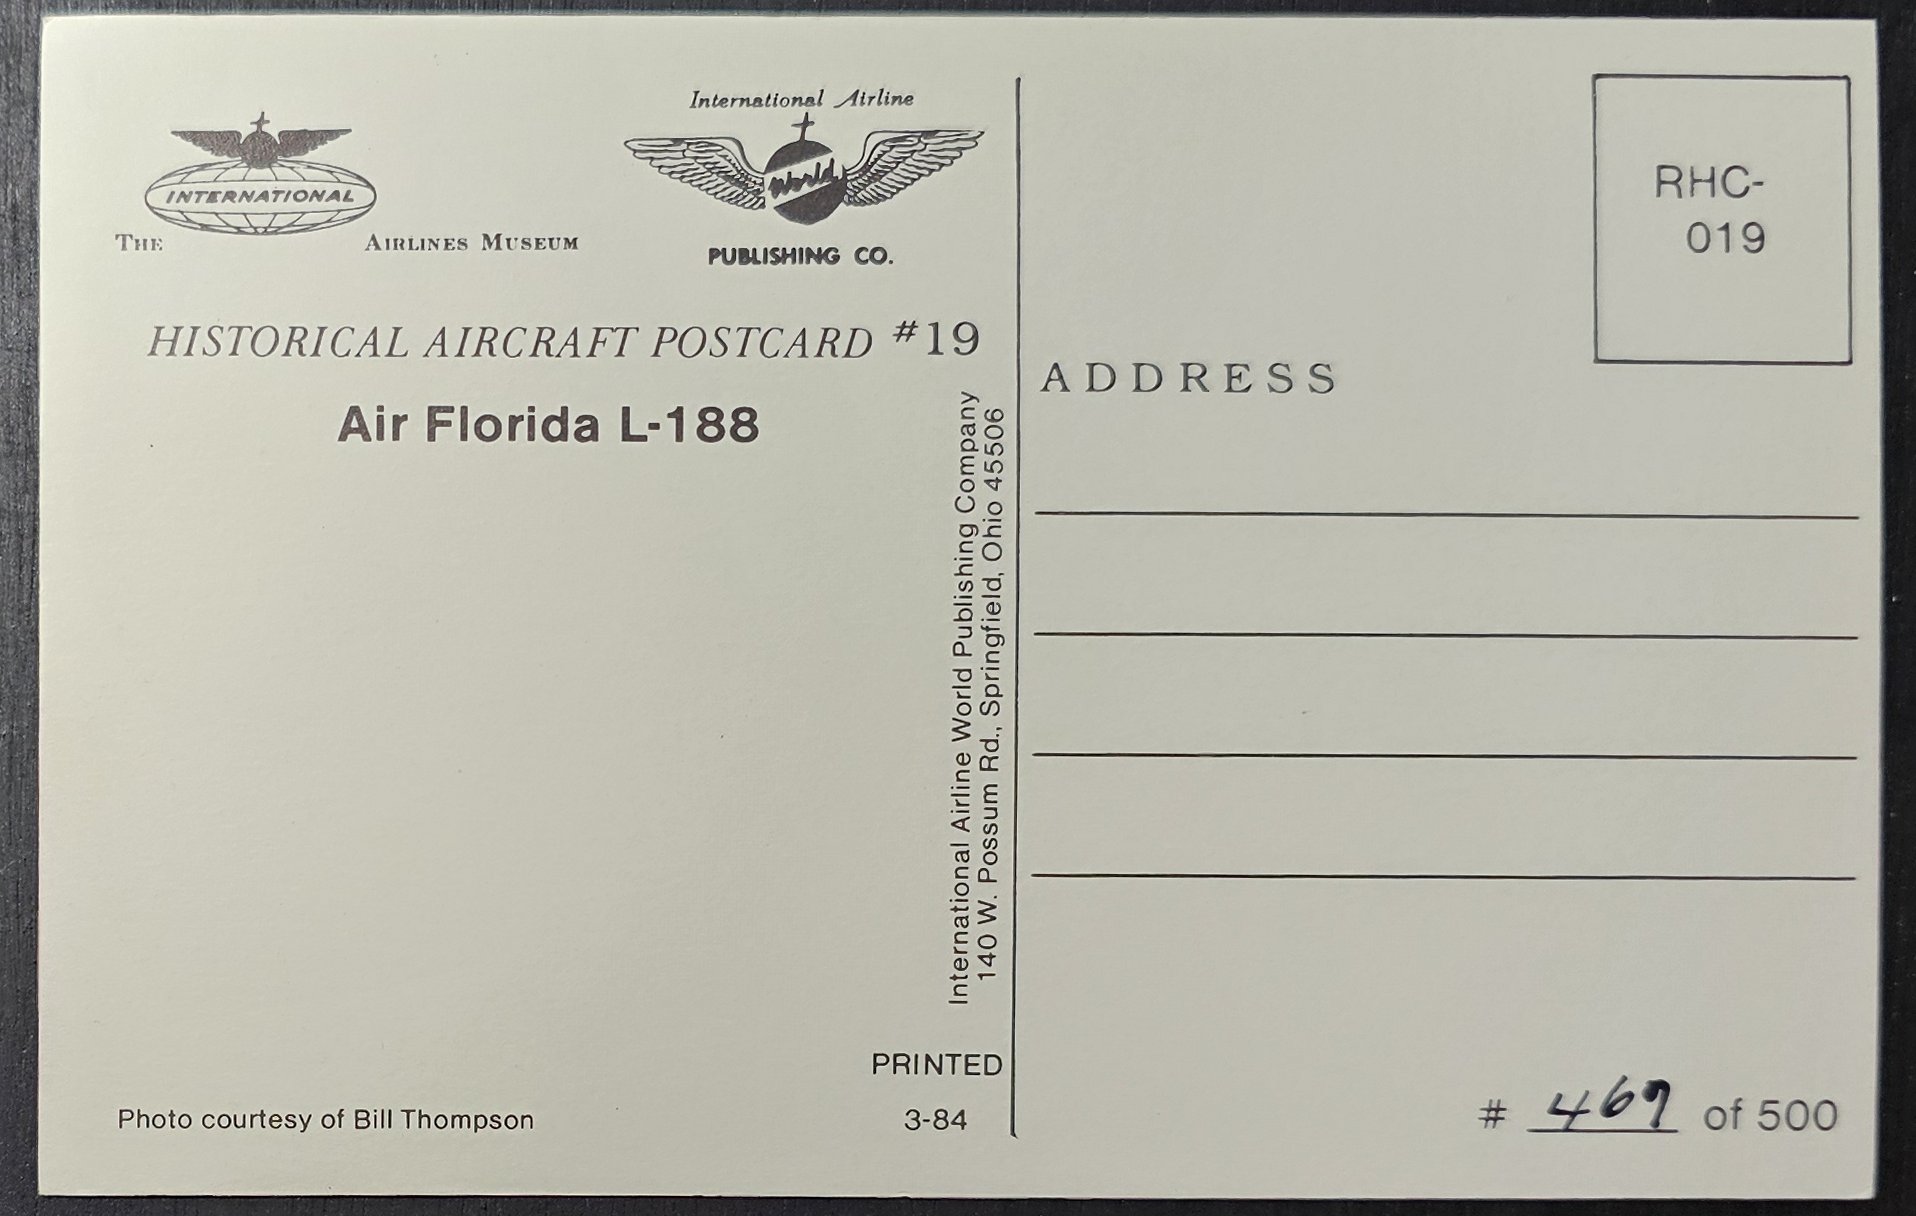 INTERNATIONAL
THE AIRLINES MUSEUM
International Airline
World
PUBLISHING CO.
HISTORICAL AIRCRAFT POSTCARD #19
Air Florida L-188
International Airline World Publishing Company
140 W. Possum Rd., Springfield, Ohio 45506
PRINTED
3-84
Photo courtesy of Bill Thompson
RHC-
019
ADDRESS
# 467 of 500